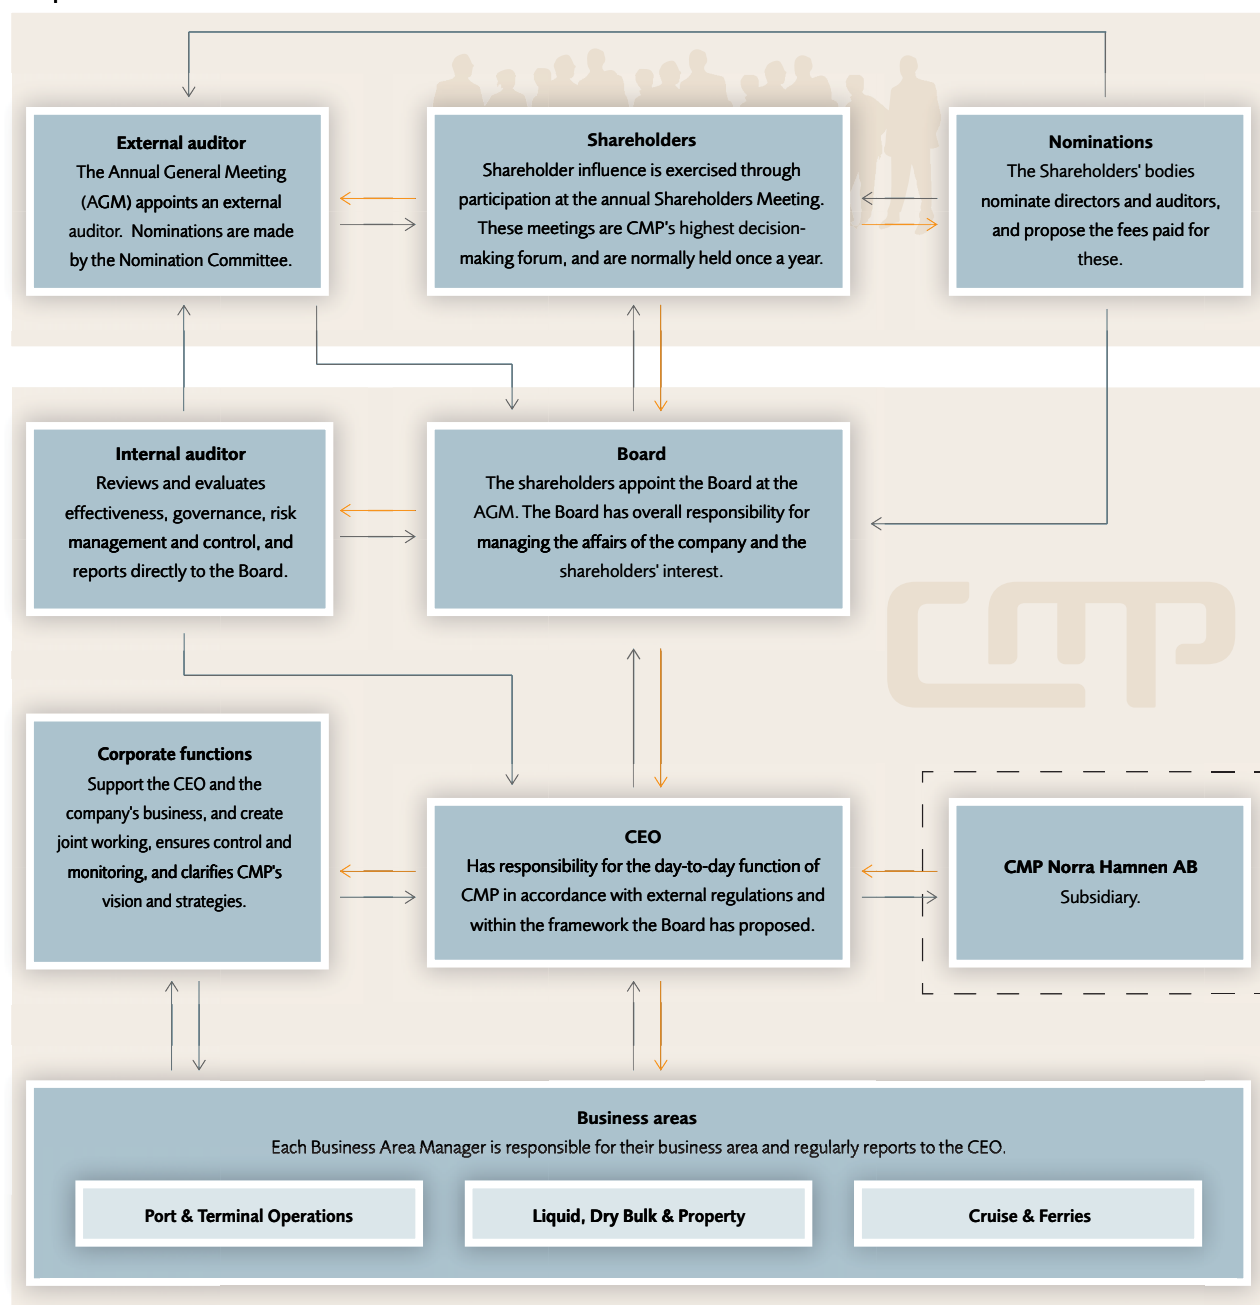 External auditor
The Annual General Meeting
(AGM) appoints an external
auditor. Nominations are made
by the Nomination Committee.
Shareholders
Shareholder influence is exercised through
participation at the annual Shareholders Meeting.
These meetings are CMP's highest decision-
making forum, and are normally held once a year.
Nominations
The Shareholders' bodies
nominate directors and auditors,
and propose the fees paid for
these.
Internal auditor
Reviews and evaluates
effectiveness, governance, risk
management and control, and
reports directly to the Board.
Board
The shareholders appoint the Board at the
AGM. The Board has overall responsibility for
managing the affairs of the company and the
shareholders' interest.
cmp
Corporate functions
Support the CEO and the
company's business, and create
joint working, ensures control and
monitoring, and clarifies CMP's
vision and strategies.
CEO
Has responsibility for the day-to-day function of
CMP in accordance with external regulations and
within the framework the Board has proposed.
CMP Norra Hamnen AB
Subsidiary.
Business areas
Each Business Area Manager is responsible for their business area and regularly reports to the CEO.
Port & Terminal Operations
Liquid, Dry Bulk & Property
Cruise & Ferries